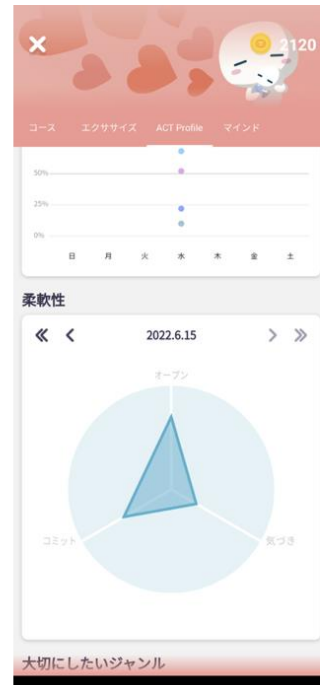 2120
コース エクササイズ ACT Profile マインド
50%
25%
0%
日 月 火 水 木 金 土
柔軟性
2022.6.15
オープン
コミット 気づき
大切にしたいジャンル